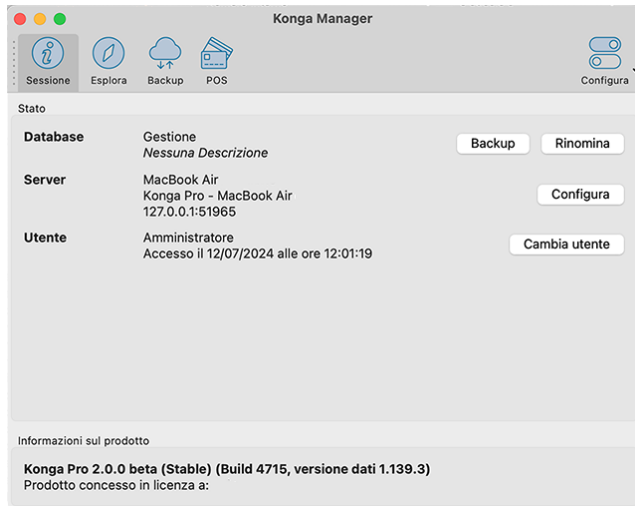 Konga Manager
Sessione
Esplora
Backup
POS
Configura
Stato
Database
Gestione
Nessuna Descrizione
Backup
Rinomina
Server
MacBook Air
Konga Pro - MacBook Air
127.0.0.1:51965
Configura
Utente
Amministratore
Accesso il 12/07/2024 alle ore 12:01:19
Cambia utente
Informazioni sul prodotto
Konga Pro 2.0.0 beta (Stable) (Build 4715, versione dati 1.139.3)
Prodotto concesso in licenza a: